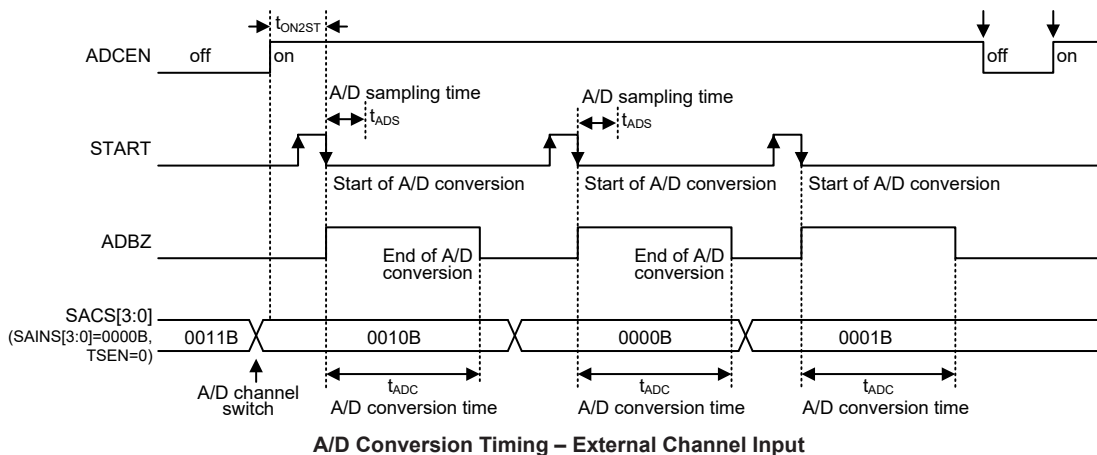 tON2ST
ADCEN
off
on
off
on
A/D sampling time
tADS
A/D sampling time
tADS
START
Start of A/D conversion
Start of A/D conversion
Start of A/D conversion
ADBZ
End of A/D
conversion
End of A/D
conversion
SACS[3:0]
(SAINS[3:0]=0000B,
TSEN=0)
0011B
0010B
0000B
0001B
A/D channel
switch
tADC
A/D conversion time
tADC
A/D conversion time
tADC
A/D conversion time
A/D Conversion Timing – External Channel Input